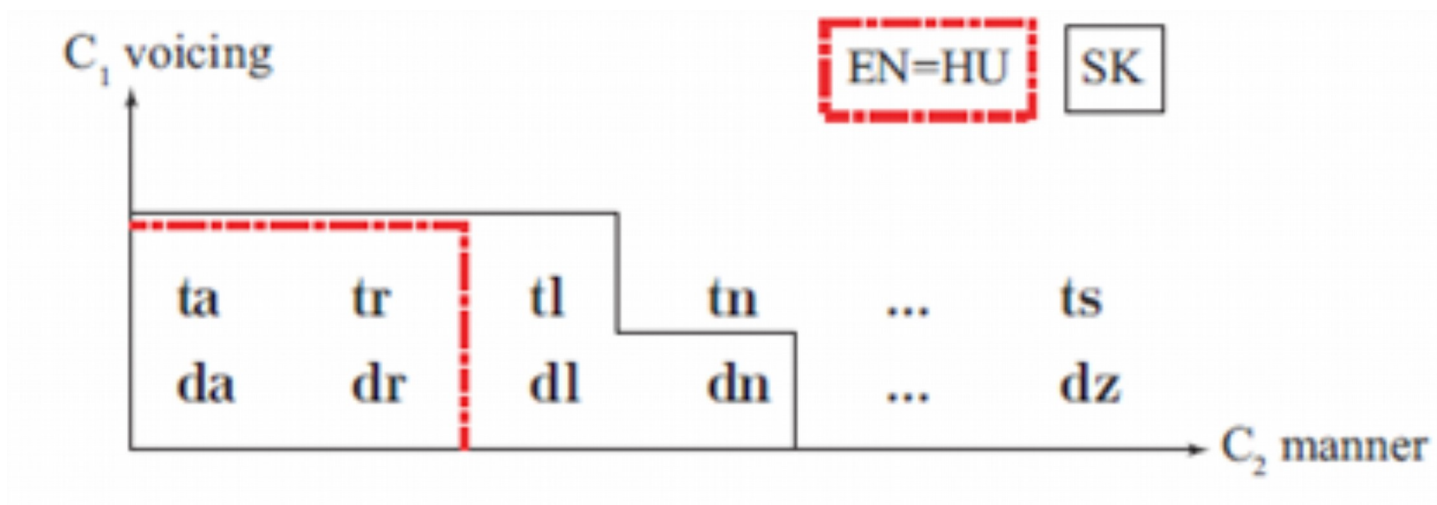 C₁ voicing
EN=HU SK
ta tr tl tn ... ts
da dr dl dn ... dz
C₂ manner